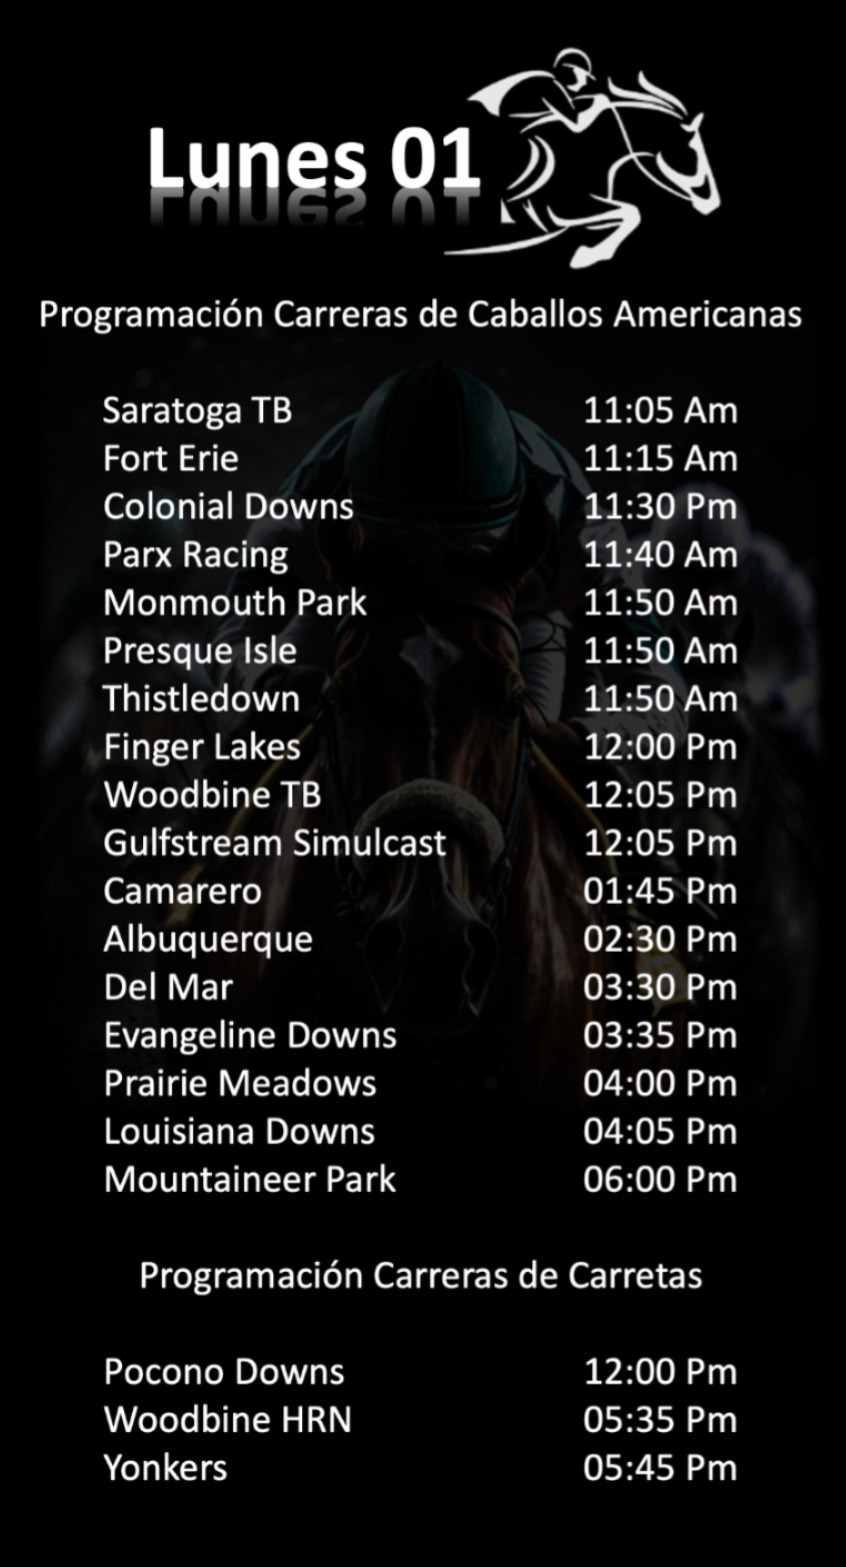 Lunes 01
Programación Carreras de Caballos Americanas
Saratoga TB 11:05 Am
Fort Erie 11:15 Am
Colonial Downs 11:30 Pm
Parx Racing 11:40 Am
Monmouth Park 11:50 Am
Presque Isle 11:50 Am
Thistledown 11:50 Am
Finger Lakes 12:00 Pm
Woodbine TB 12:05 Pm
Gulfstream Simulcast 12:05 Pm
Camarero 01:45 Pm
Albuquerque 02:30 Pm
Del Mar 03:30 Pm
Evangeline Downs 03:35 Pm
Prairie Meadows 04:00 Pm
Louisiana Downs 04:05 Pm
Mountaineer Park 06:00 Pm
Programación Carreras de Carretas
Pocono Downs 12:00 Pm
Woodbine HRN 05:35 Pm
Yonkers 05:45 Pm